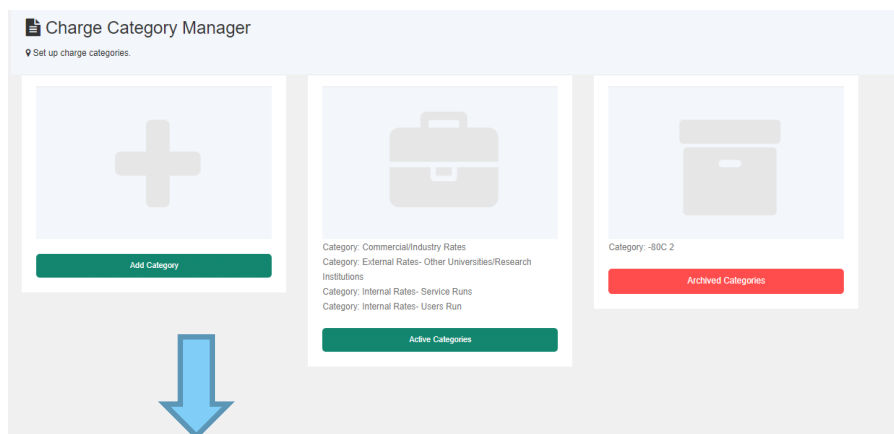 Charge Category Manager
Set up charge categories.
Add Category
Category: Commercial/Industry Rates
Category: External Rates- Other Universities/Research
Institutions
Category: Internal Rates- Service Runs
Category: Internal Rates- Users Run
Active Categories
Category: -80C 2
Archived Categories